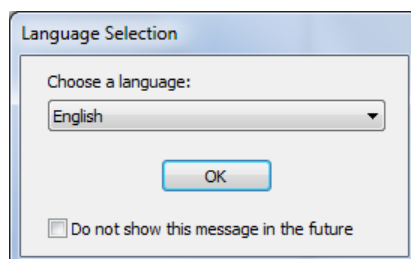 Language Selection
Choose a language:
English
OK
Do not show this message in the future